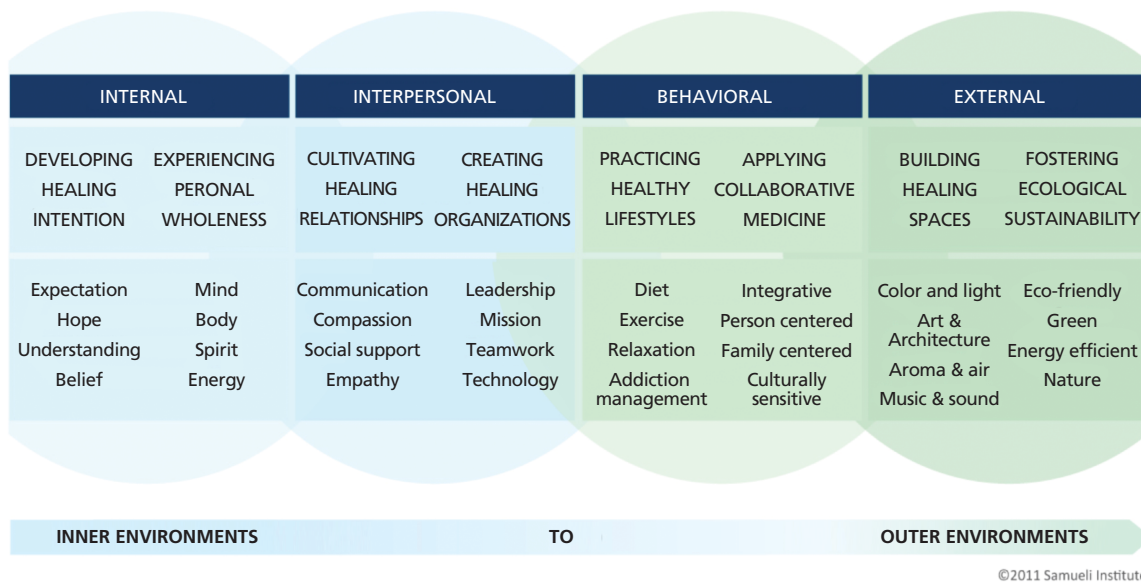 INTERNAL
INTERPERSONAL
BEHAVIORAL
EXTERNAL
DEVELOPING
HEALING
INTENTION
EXPERIENCING
PERONAL
WHOLENESS
CULTIVATING
HEALING
RELATIONSHIPS
CREATING
HEALING
ORGANIZATIONS
PRACTICING
HEALTHY
LIFESTYLES
APPLYING
COLLABORATIVE
MEDICINE
BUILDING
HEALING
SPACES
FOSTERING
ECOLOGICAL
SUSTAINABILITY
Expectation
Hope
Understanding
Belief
Mind
Body
Spirit
Energy
Communication
Compassion
Social support
Empathy
Leadership
Mission
Teamwork
Technology
Diet
Exercise
Relaxation
Addiction
management
Integrative
Person centered
Family centered
Culturally
sensitive
Color and light
Art &
Architecture
Aroma & air
Music & sound
Eco-friendly
Green
Energy efficient
Nature
INNER ENVIRONMENTS
TO
OUTER ENVIRONMENTS
©2011 Samueli Institute